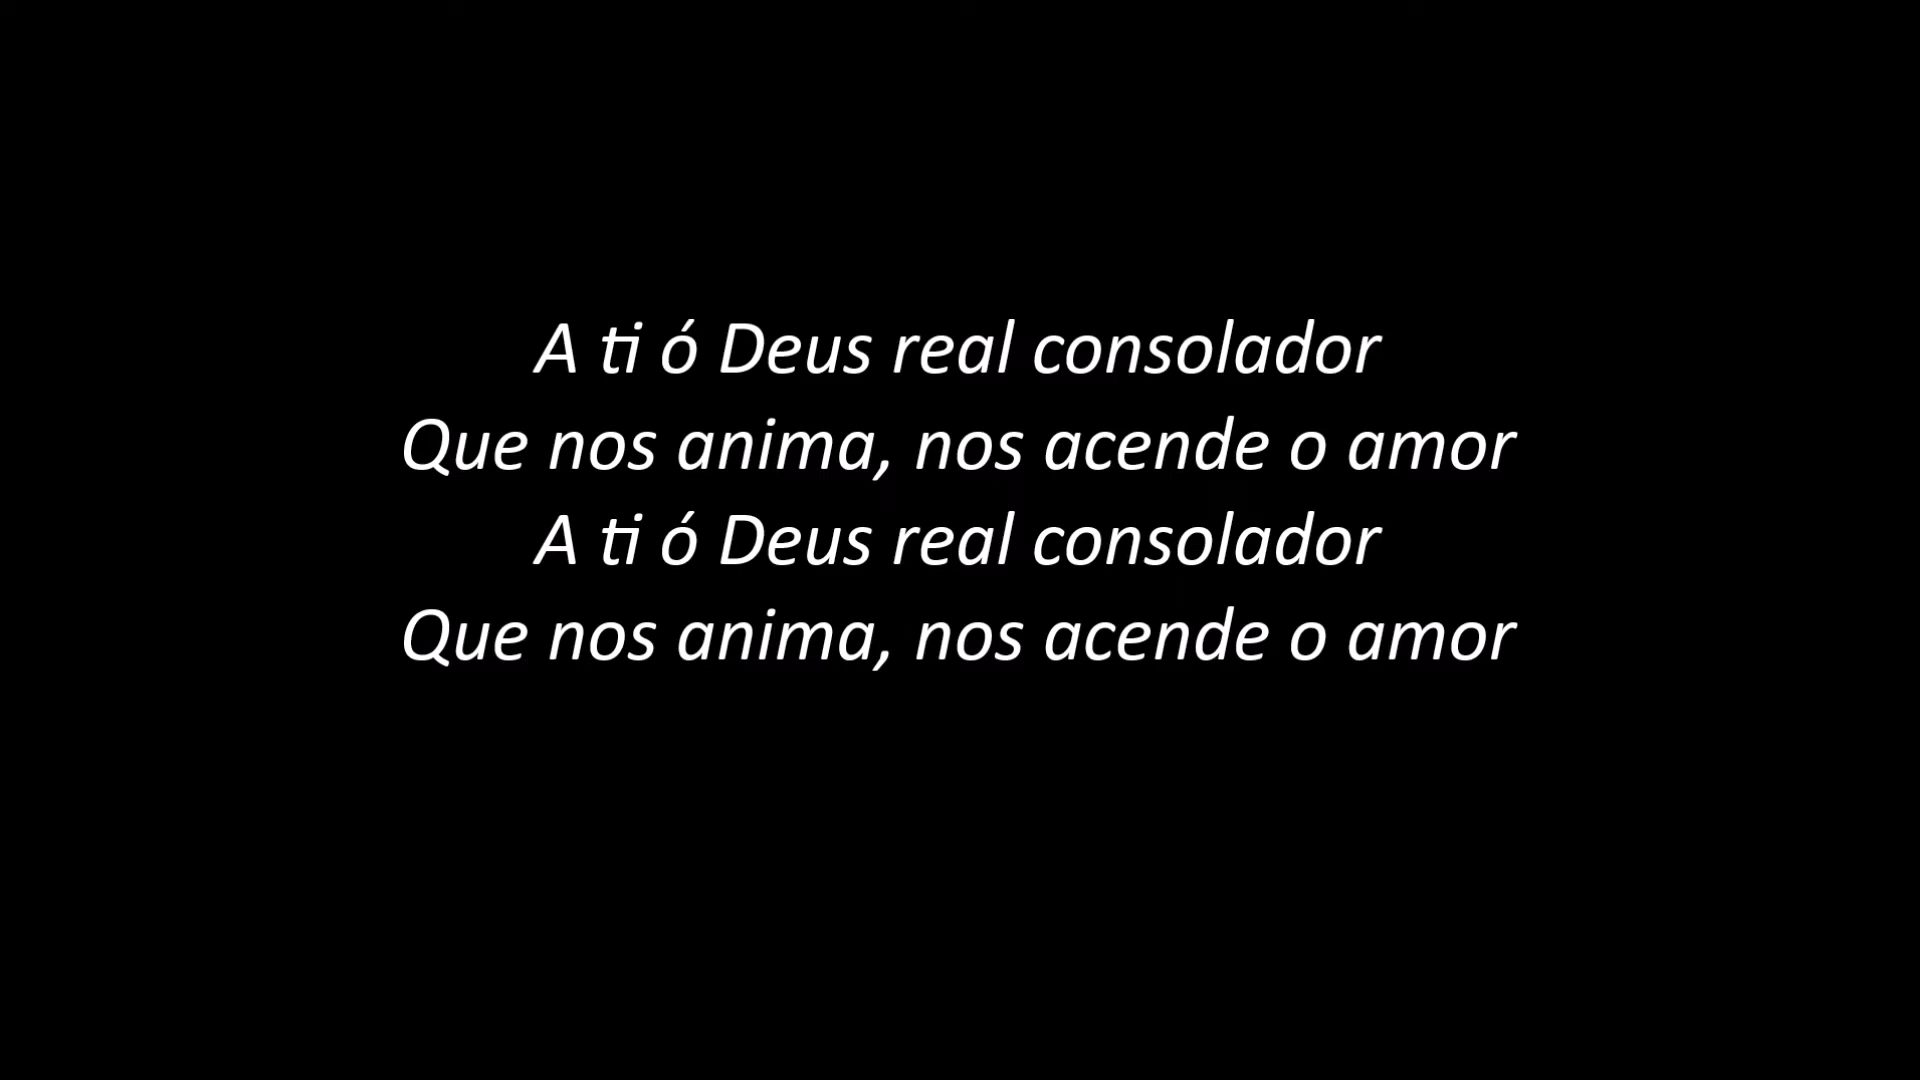 A ti ó Deus real consolador
Que nos anima, nos acende o amor
A ti ó Deus real consolador
Que nos anima, nos acende o amor